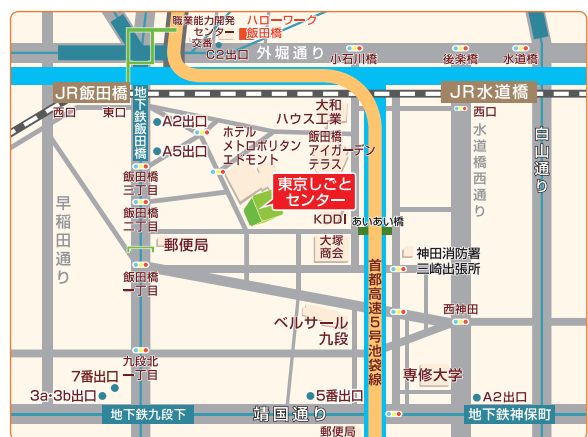 職業能力開発
センター
交番
ハローワーク
飯田橋
C2出口
外堀通り
小石川橋
後楽橋
水道橋
JR飯田橋
JR水道橋
西口
東口
地下鉄飯田橋
A2出口
A5出口
ホテル
メトロポリタン
エドモント
大和
ハウス工業
飯田橋
アイガーデン
テラス
西口
水道橋西通り
白山通り
東京しごと
センター
飯田橋
三丁目
飯田橋
二丁目
早稲田通り
KDDI
あいあい橋
郵便局
大塚
商会
神田消防署
三崎出張所
飯田橋
一丁目
首都高速5号池袋線
ベルサール
九段
西神田
九段北
一丁目
7番出口
3a・3b出口
専修大学
5番出口
A2出口
地下鉄九段下
靖国通り
地下鉄神保町
郵便局